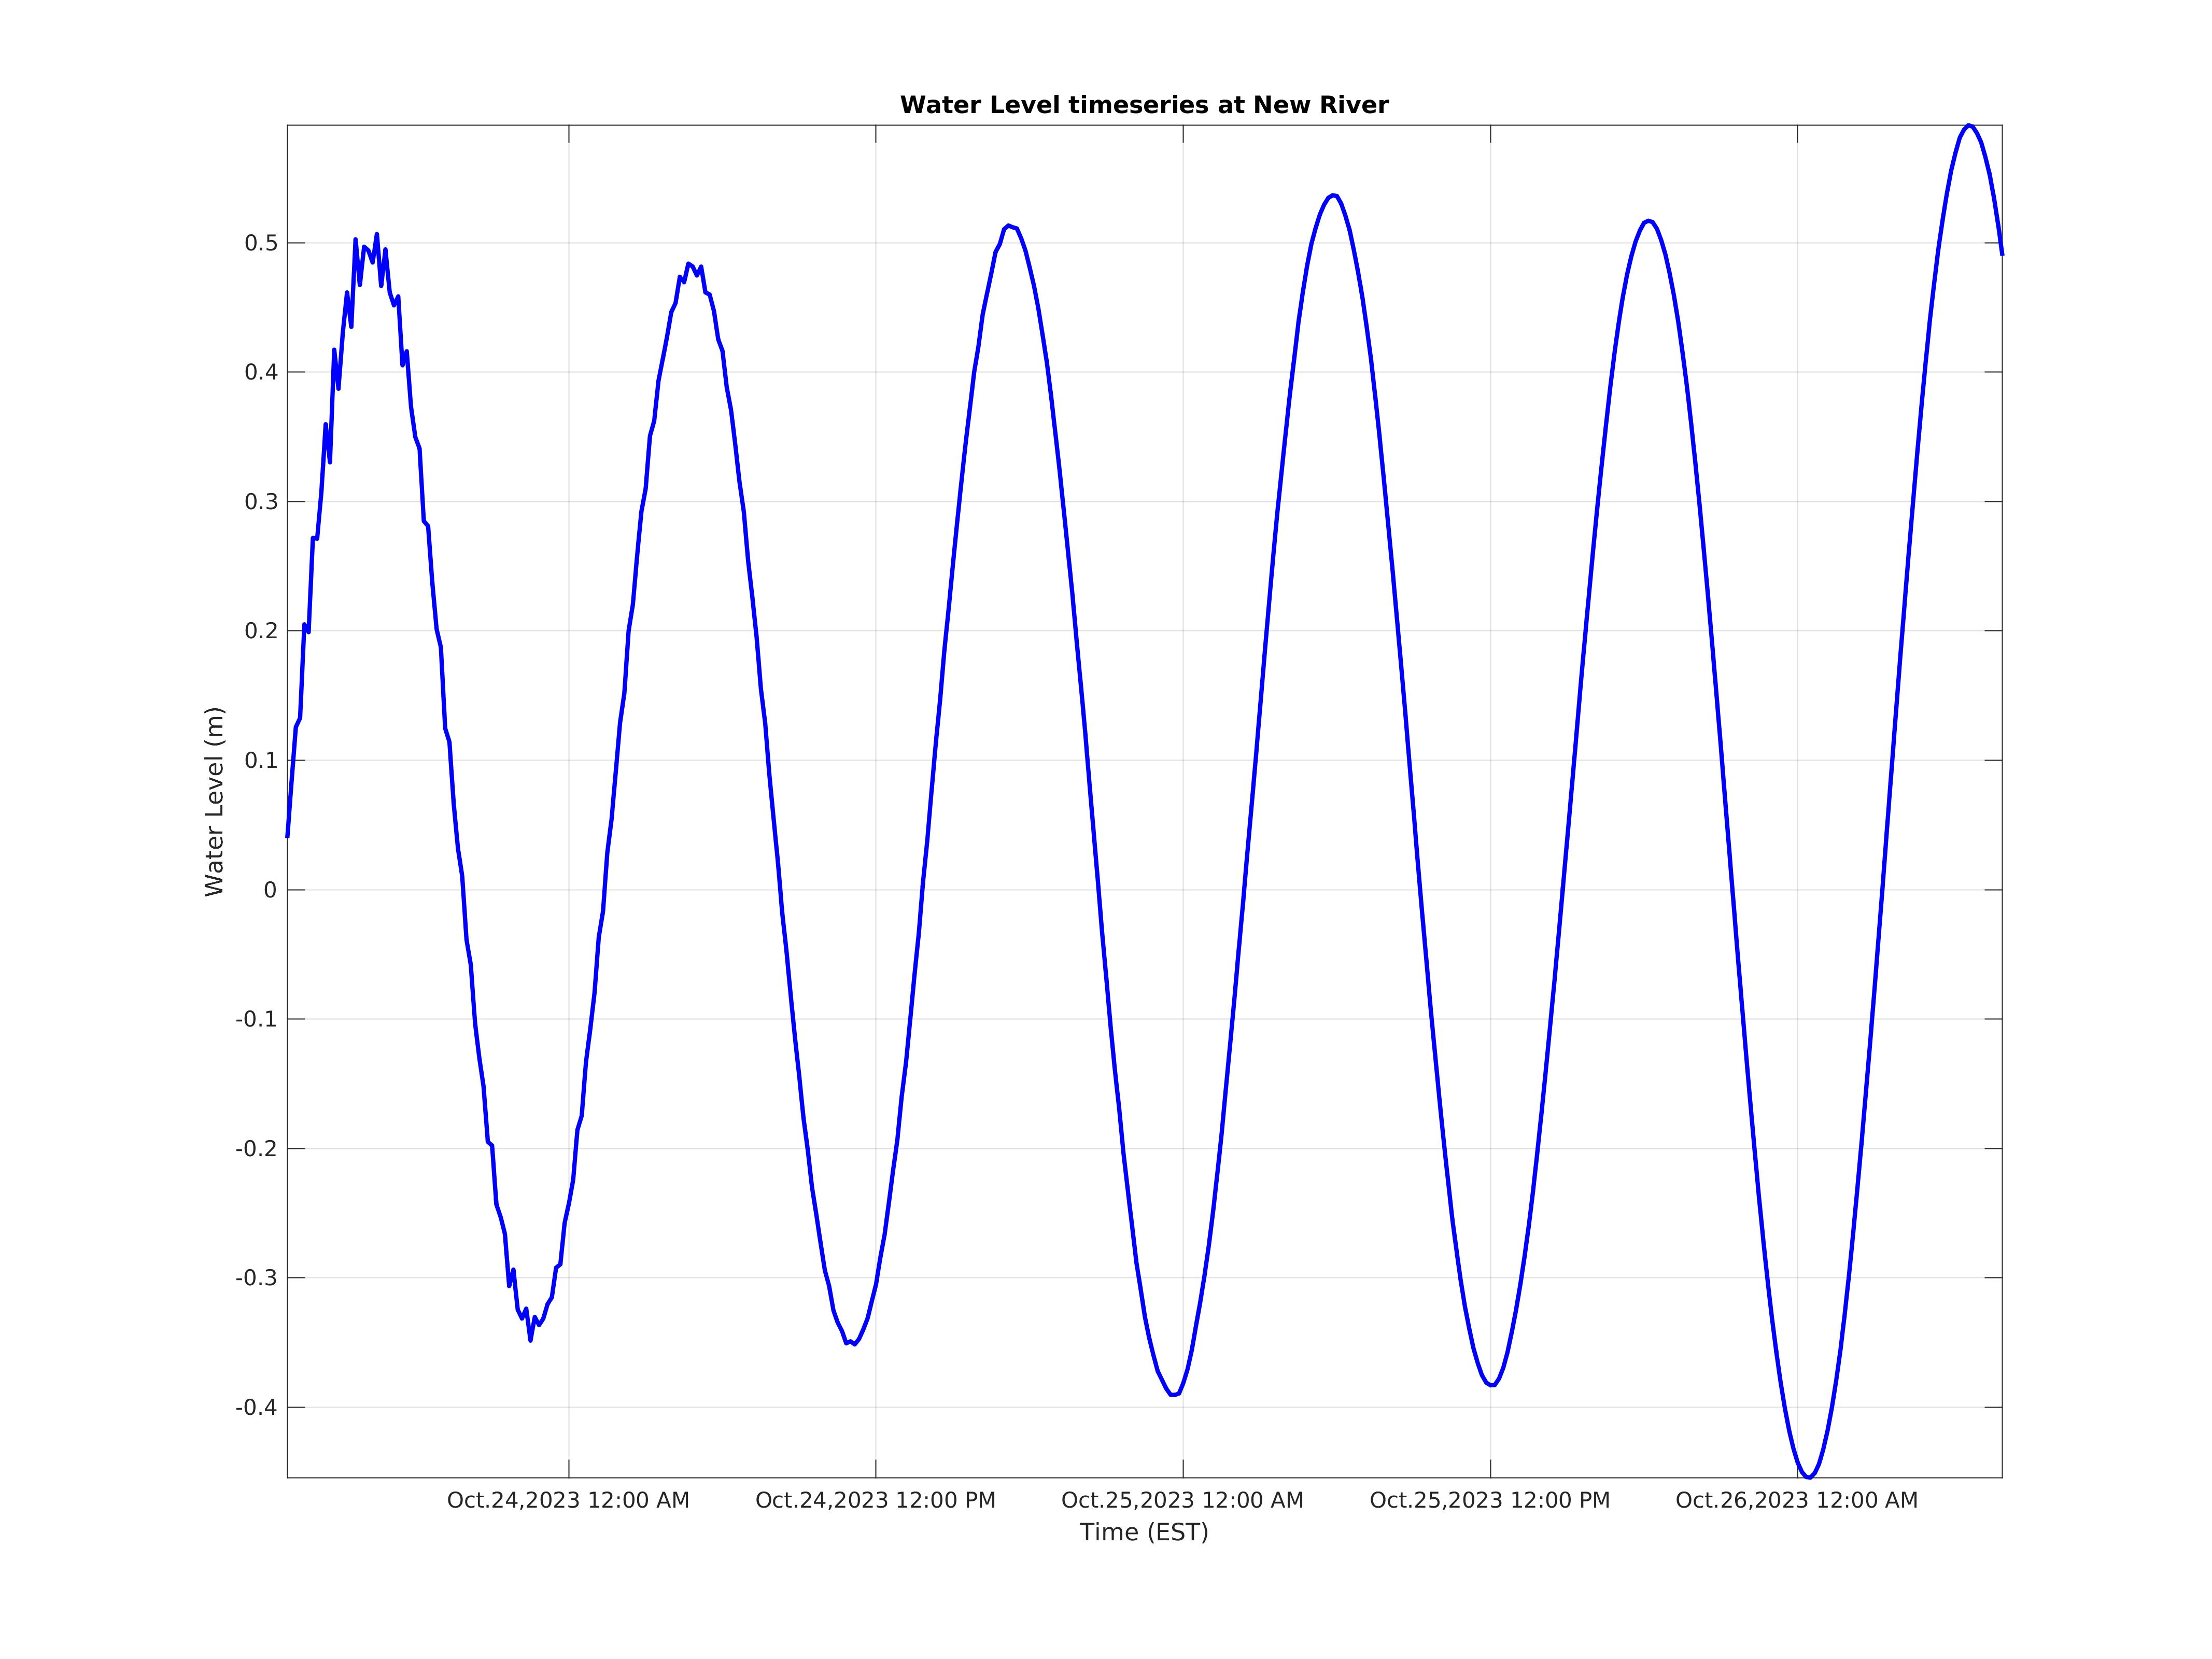 Water Level timeseries at New River
0.5
0.4
0.3
0.2
0.1
0
-0.1
-0.2
-0.3
-0.4
Water Level (m)
Oct.24,2023 12:00 AM Oct.24,2023 12:00 PM Oct.25,2023 12:00 AM Oct.25,2023 12:00 PM Oct.26,2023 12:00 AM
Time (EST)